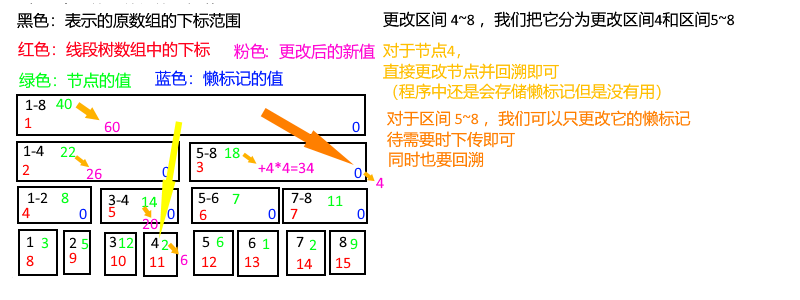 黑色：表示的原数组的下标范围
红色：线段树数组中的下标
粉色：更改后的新值
绿色：节点的值
蓝色：懒标记的值
更改区间 4~8 ，我们把它分为更改区间4和区间5~8
对于节点4，
直接更改节点并回溯即可
（程序中还是会存储懒标记但是没有用）
对于区间 5~8 ，我们可以只更改它的懒标记
待需要时下传即可
同时也要回溯
1-8 40
1 60 0
1-4 22
2 26 0
5-8 18
3 +4*4=34 0
4
1-2 8
4 0
3-4 14
5 20 0
5-6 7
6 0
7-8 11
7 0
1 3
8
2 5
9
3 12
10
4 2
11 6
5 6
12
6 1
13
7 2
14
8 9
15